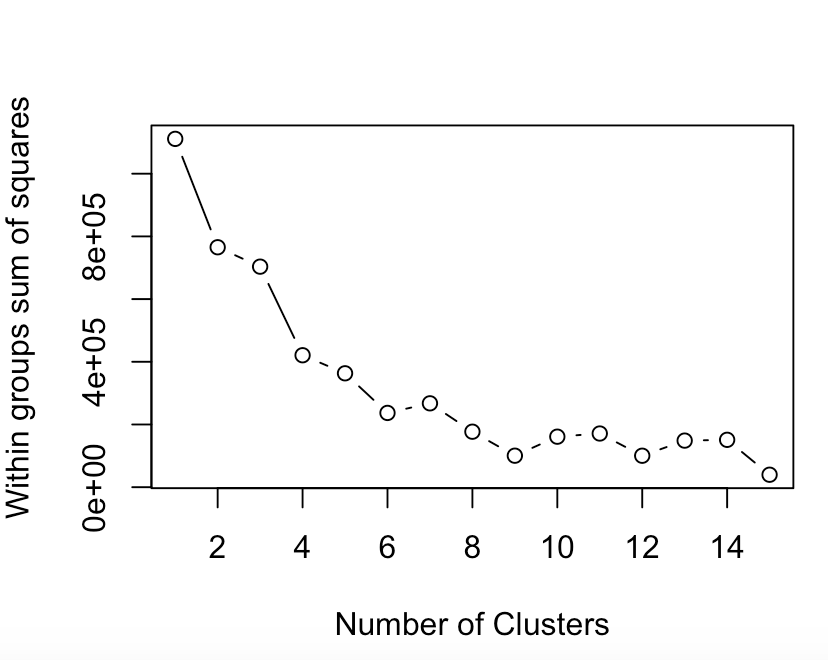 Within groups sum of squares
8e+05
4e+05
0e+00
2 4 6 8 10 12 14
Number of Clusters